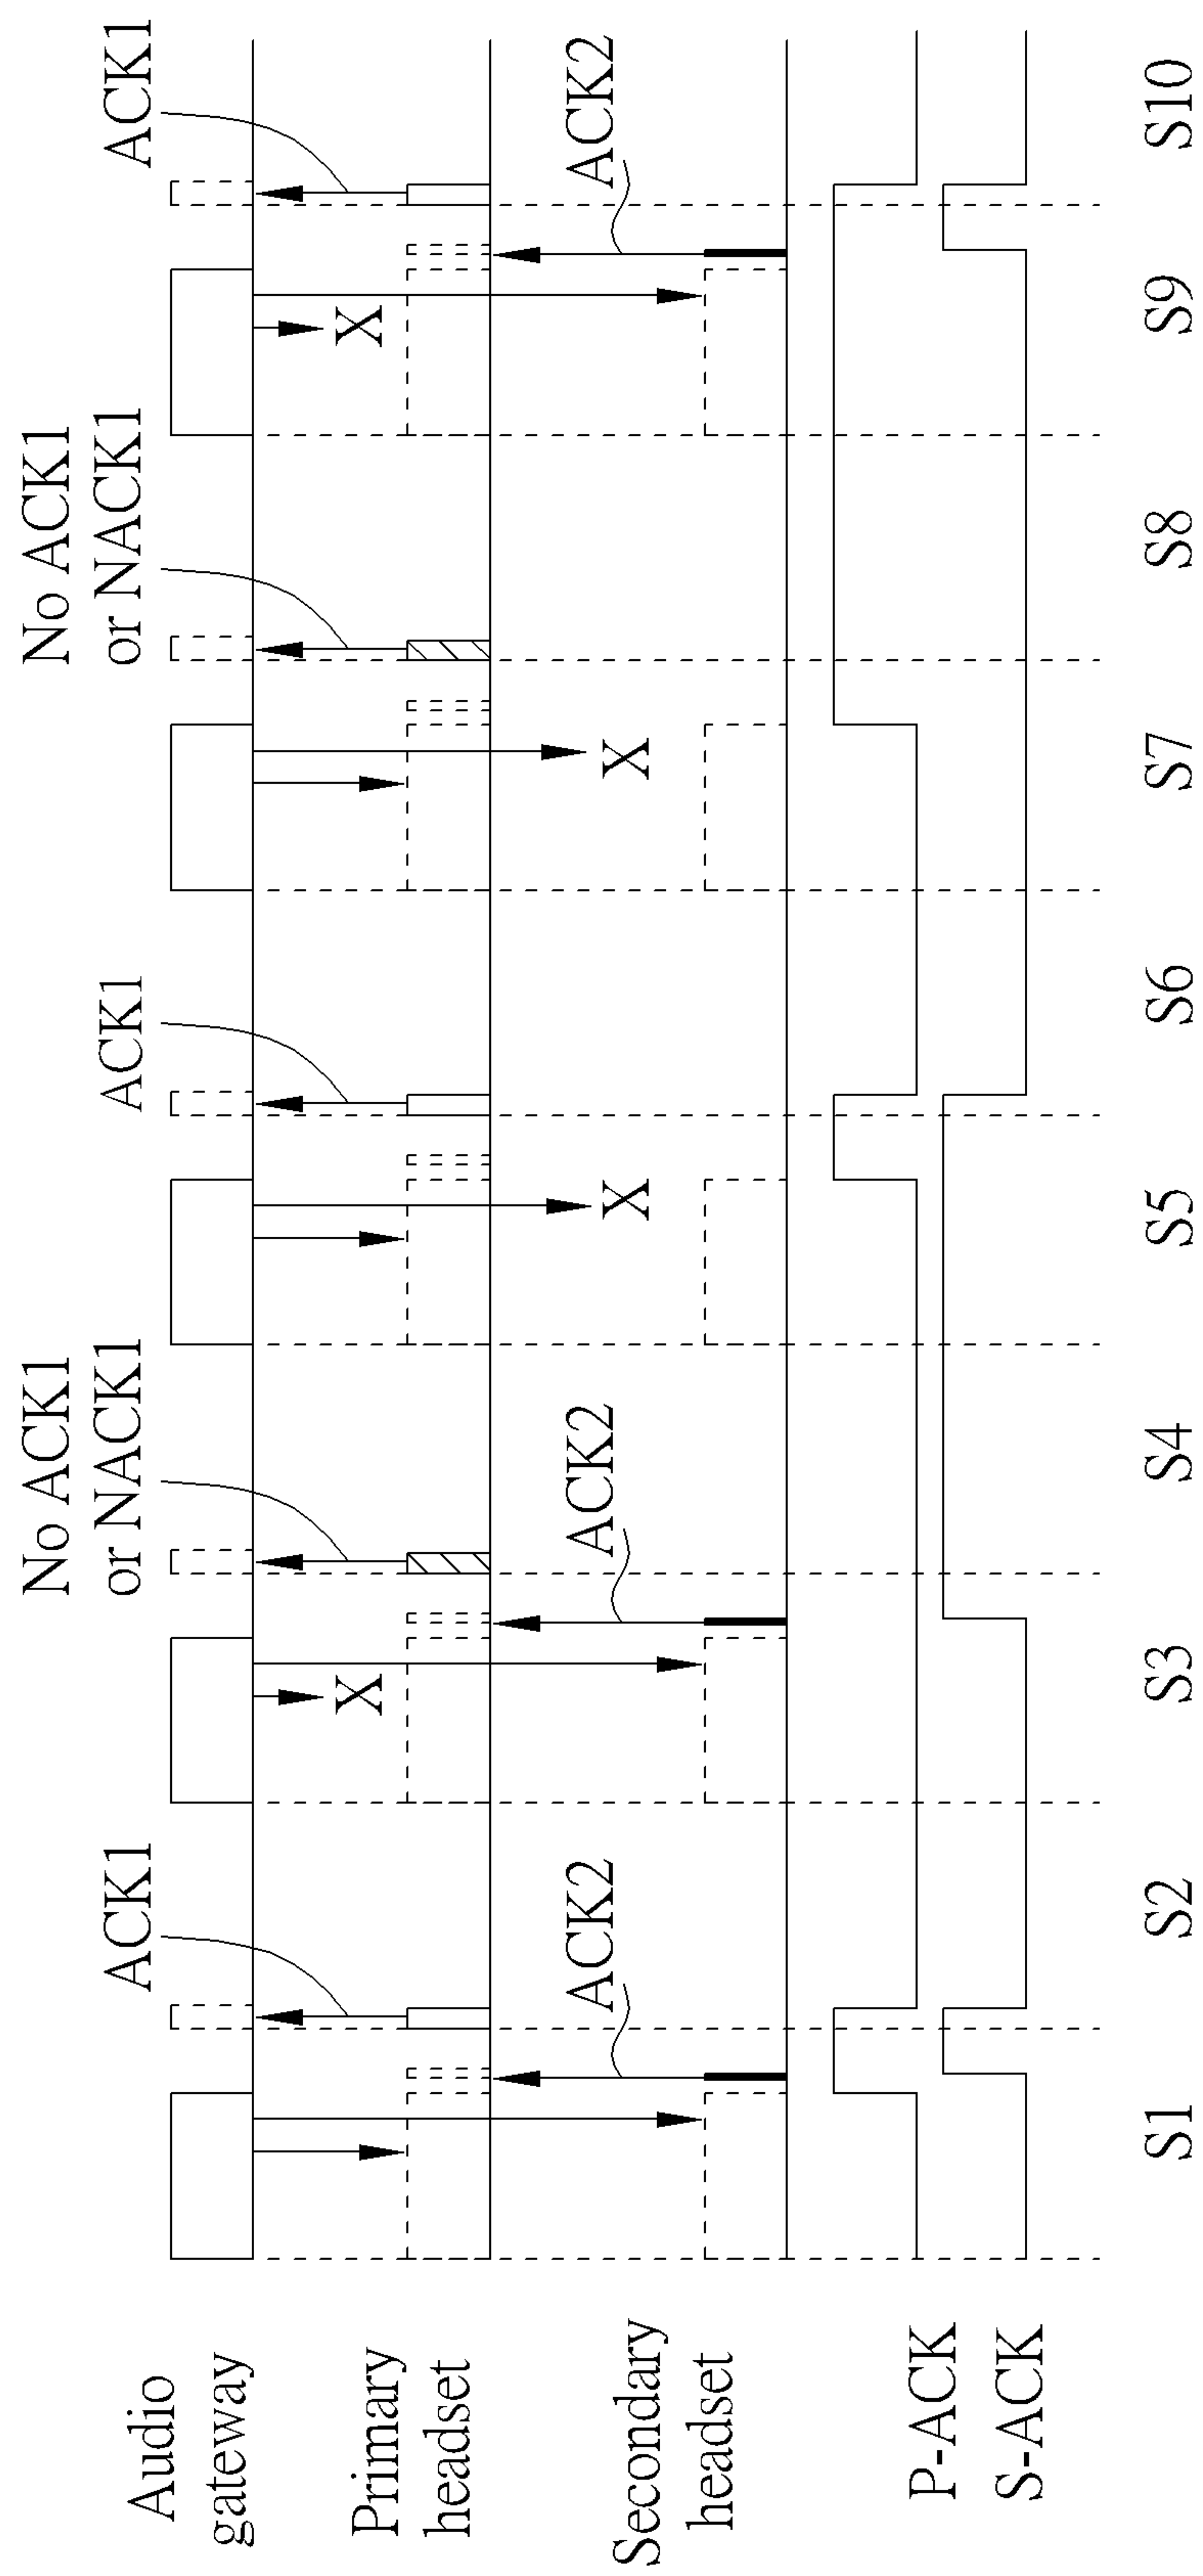 ACK1
No ACK1
or NACK1
ACK1
No ACK1
or NACK1
ACK1
Audio
gateway
X
X
Primary
headset
ACK2
ACK2
X
X
ACK2
Secondary
headset
P-ACK
S-ACK
S1
S2
S3
S4
S5
S6
S7
S8
S9
S10